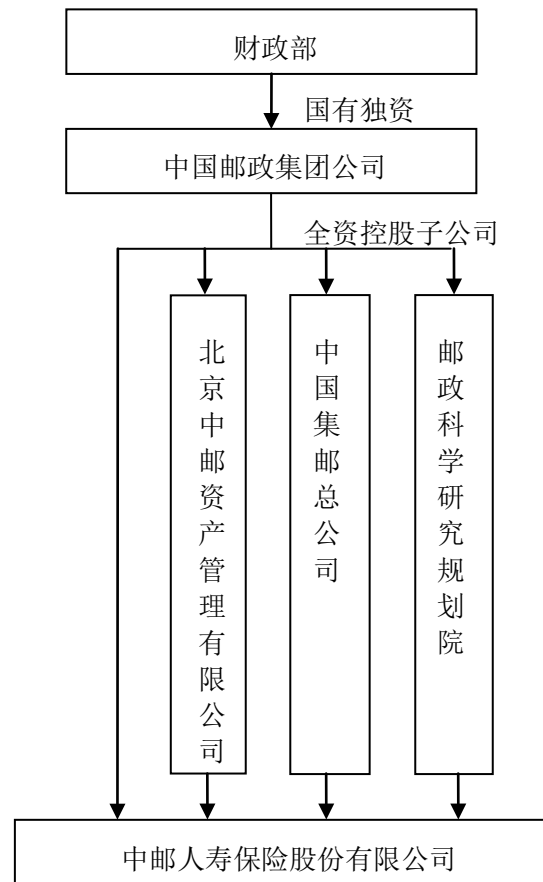 财政部
国有独资
中国邮政集团公司
全资控股子公司
北京中邮资产管理有限公司
中国集邮总公司
邮政科学研究规划院
中邮人寿保险股份有限公司